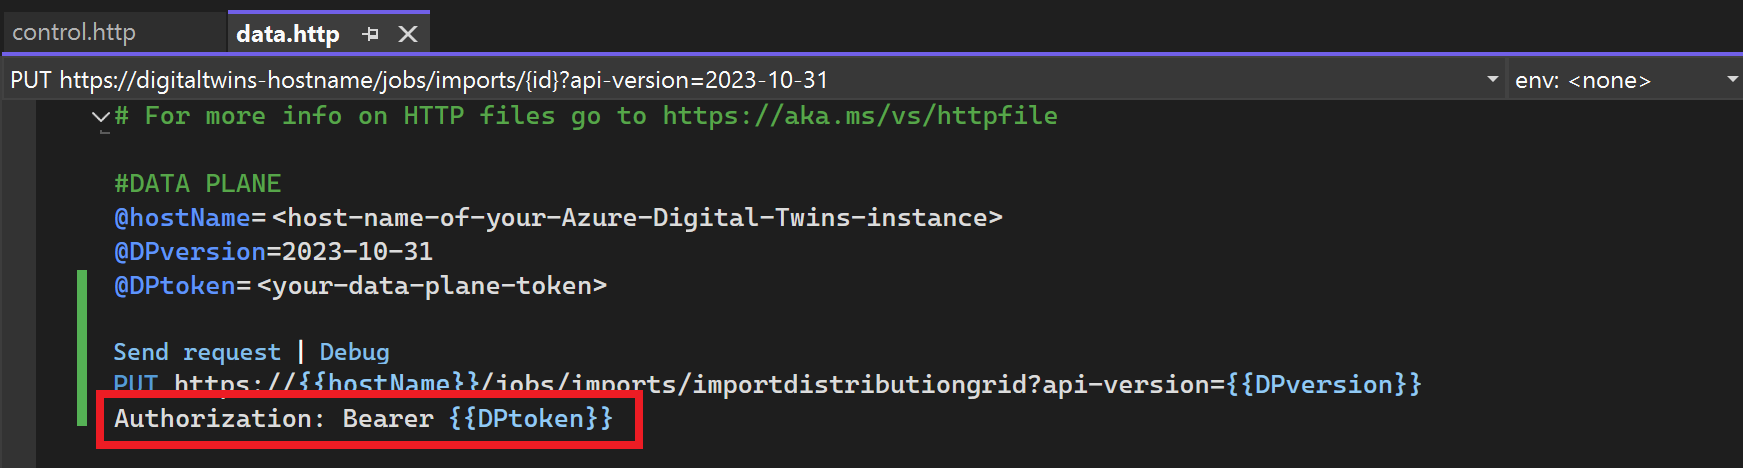 control.http
data.http
PUT https://digitaltwins-hostname/jobs/imports/{id}?api-version=2023-10-31
env: <none>
# For more info on HTTP files go to https://aka.ms/vs/httpfile
#DATA PLANE
@hostName= <host-name-of-your-Azure-Digital-Twins-instance>
@DPversion=2023-10-31
@DPtoken= <your-data-plane-token>
Send request | Debug
PUT https://{{hostName}}/jobs/imports/importdistributiongrid?api-version={{DPversion}}
Authorization: Bearer {{DPtoken}}